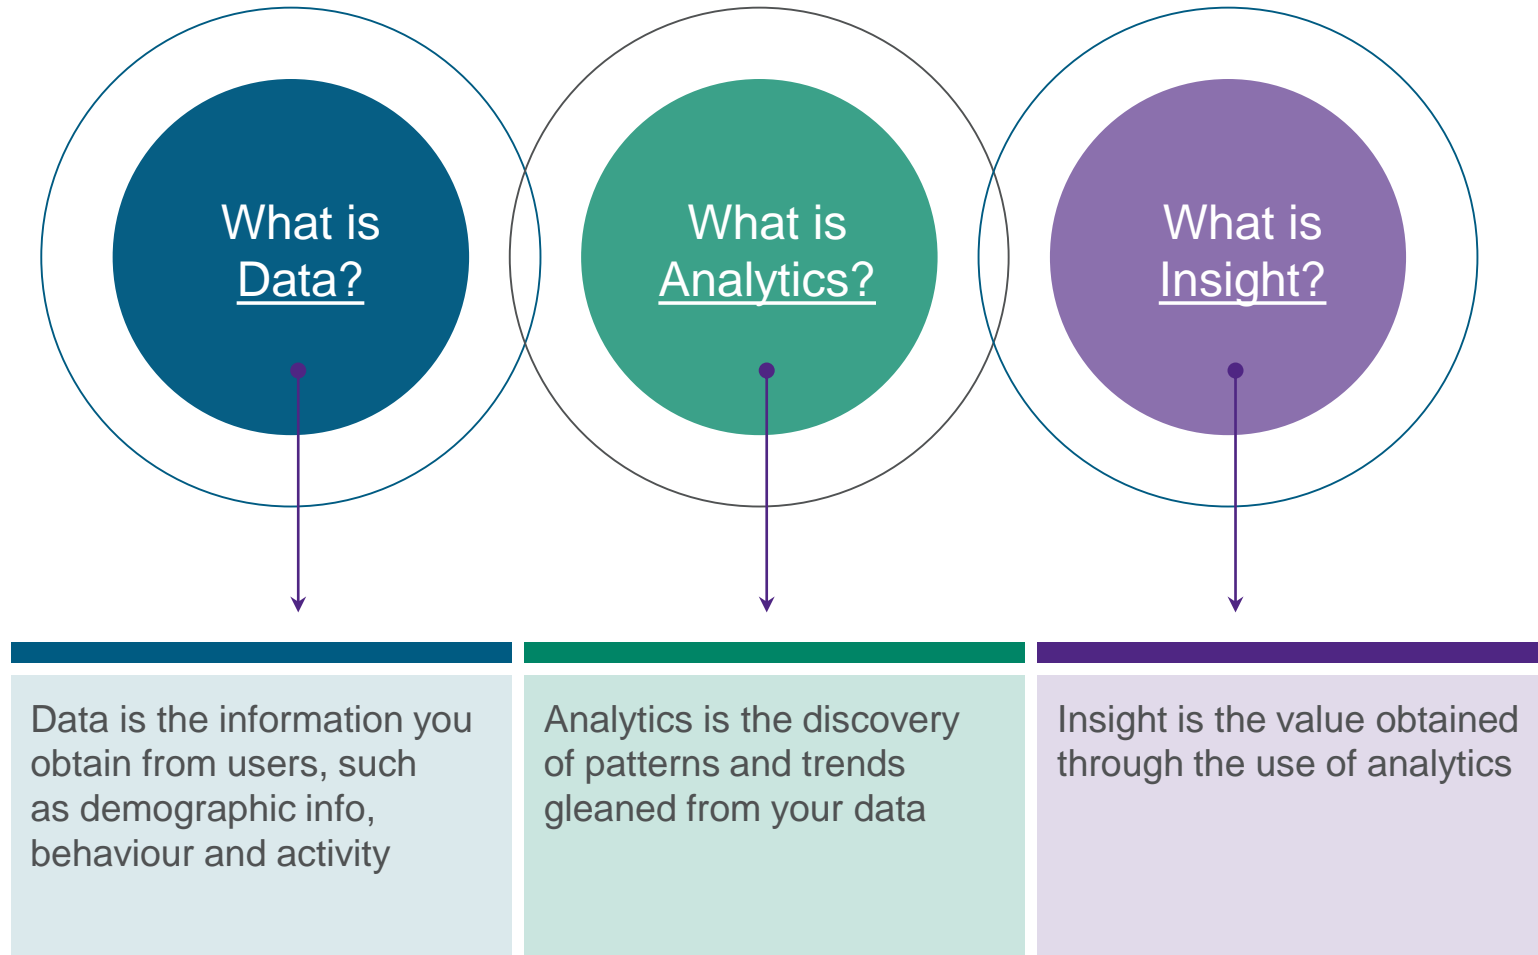 What is
Data?
What is
Analytics?
What is
Insight?
Data is the information you
obtain from users, such
as demographic info,
behaviour and activity
Analytics is the discovery
of patterns and trends
gleaned from your data
Insight is the value obtained
through the use of analytics